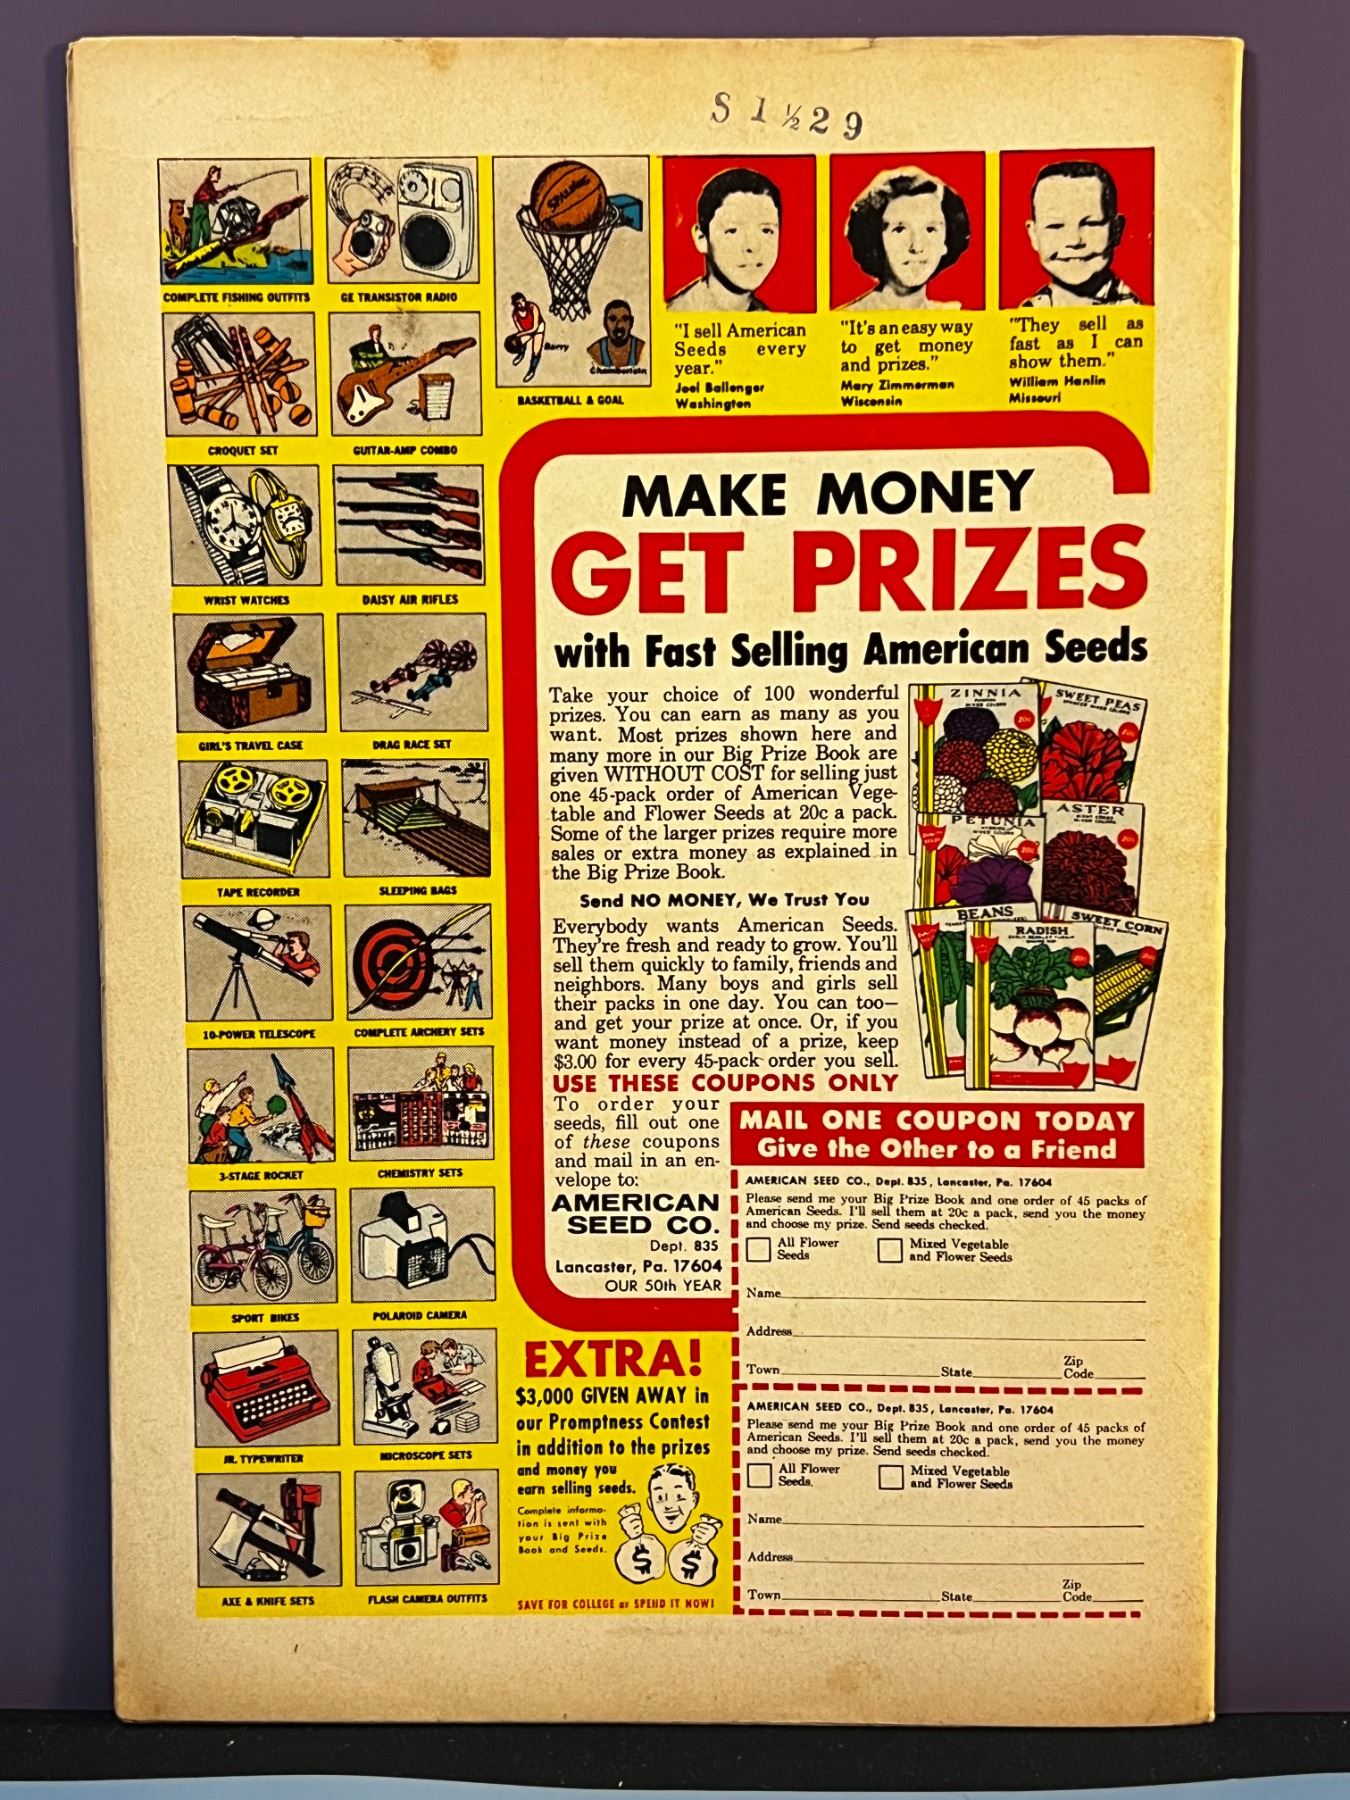 S 1 ½ 2 9
COMPLETE FISHING OUTFITS
GE TRANSISTOR RADIO
SPALDING
Barry
Chamberlain
BASKETBALL & GOAL
"I sell American
Seeds every
year."
Joel Ballenger
Washington
"It's an easy way
to get money
and prizes."
Mary Zimmerman
Wisconsin
"They sell as
fast as I can
show them."
William Hanlin
Missouri
CROQUET SET
GUITAR-AMP COMBO
WRIST WATCHES
DAISY AIR RIFLES
GIRL'S TRAVEL CASE
DRAG RACE SET
TAPE RECORDER
SLEEPING BAGS
10-POWER TELESCOPE
COMPLETE ARCHERY SETS
3-STAGE ROCKET
CHEMISTRY SETS
SPORT BIKES
POLAROID CAMERA
JR. TYPEWRITER
MICROSCOPE SETS
AXE & KNIFE SETS
FLASH CAMERA OUTFITS
MAKE MONEY
GET PRIZES
with Fast Selling American Seeds
Take your choice of 100 wonderful
prizes. You can earn as many as you
want. Most prizes shown here and
many more in our Big Prize Book are
given WITHOUT COST for selling just
one 45-pack order of American Vege-
table and Flower Seeds at 20c a pack.
Some of the larger prizes require more
sales or extra money as explained in
the Big Prize Book.
Send NO MONEY, We Trust You
Everybody wants American Seeds.
They're fresh and ready to grow. You'll
sell them quickly to family, friends and
neighbors. Many boys and girls sell
their packs in one day. You can too—
and get your prize at once. Or, if you
want money instead of a prize, keep
$3.00 for every 45-pack order you sell.
USE THESE COUPONS ONLY
To order your
seeds, fill out one
of these coupons
and mail in an en-
velope to:
AMERICAN
SEED CO.
Dept. 835
Lancaster, Pa. 17604
OUR 50th YEAR
ZINNIA
MIXED COLORS
20c
SWEET PEAS
MIXED COLORS
PETUNIA
MIXED COLORS
20c
ASTER
MIXED COLORS
20c
BEANS
RADISH
SWEET CORN
MAIL ONE COUPON TODAY
Give the Other to a Friend
AMERICAN SEED CO., Dept. 835, Lancaster, Pa. 17604
Please send me your Big Prize Book and one order of 45 packs of
American Seeds. I'll sell them at 20c a pack, send you the money
and choose my prize. Send seeds checked.
All Flower
Seeds
Mixed Vegetable
and Flower Seeds
Name
Address
Town State Zip
Code
AMERICAN SEED CO., Dept. 835, Lancaster, Pa. 17604
Please send me your Big Prize Book and one order of 45 packs of
American Seeds. I'll sell them at 20c a pack, send you the money
and choose my prize. Send seeds checked.
All Flower
Seeds.
Mixed Vegetable
and Flower Seeds
Name
Address
Town State Zip
Code
EXTRA!
$3,000 GIVEN AWAY in
our Promptness Contest
in addition to the prizes
and money you
earn selling seeds.
Complete informa-
tion is sent with
your Big Prize
Book and Seeds.
$ $
SAVE FOR COLLEGE or SPEND IT NOW!